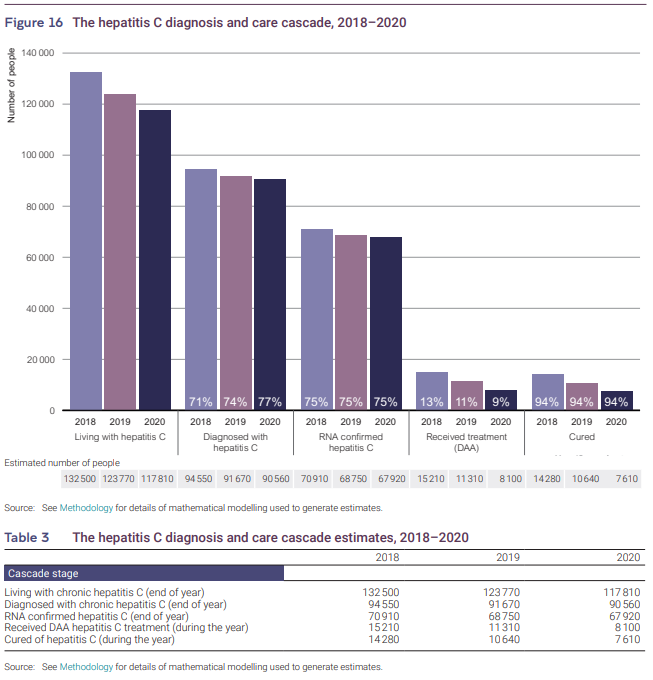 Figure 16 The hepatitis C diagnosis and care cascade, 2018–2020
Number of people
140 000
120 000
100 000
80 000
60 000
40 000
20 000
0
71% 74% 77% 75% 75% 75% 13% 11% 9% 94% 94% 94%
2018 2019 2020 2018 2019 2020 2018 2019 2020 2018 2019 2020 2018 2019 2020
Living with hepatitis C
Diagnosed with
hepatitis C
RNA confirmed
hepatitis C
Received treatment
(DAA)
Cured
Estimated number of people
132 500 123 770 117 810 94 550 91 670 90 560 70 910 68 750 67 920 15 210 11 310 8 100 14 280 10 640 7 610
Source: See Methodology for details of mathematical modelling used to generate estimates.
Table 3 The hepatitis C diagnosis and care cascade estimates, 2018–2020
2018 2019 2020
Cascade stage
Living with chronic hepatitis C (end of year) 132 500 123 770 117 810
Diagnosed with chronic hepatitis C (end of year) 94 550 91 670 90 560
RNA confirmed hepatitis C (end of year) 70 910 68 750 67 920
Received DAA hepatitis C treatment (during the year) 15 210 11 310 8 100
Cured of hepatitis C (during the year) 14 280 10 640 7 610
Source: See Methodology for details of mathematical modelling used to generate estimates.